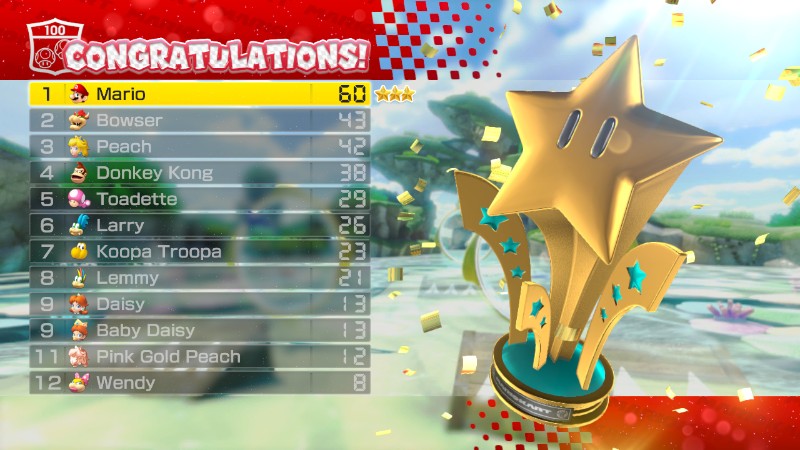 100
CONGRATULATIONS!
1 Mario 60
2 Bowser 43
3 Peach 42
4 Donkey Kong 38
5 Toadette 29
6 Larry 26
7 Koopa Troopa 23
8 Lemmy 21
9 Daisy 13
9 Baby Daisy 13
11 Pink Gold Peach 12
12 Wendy 8